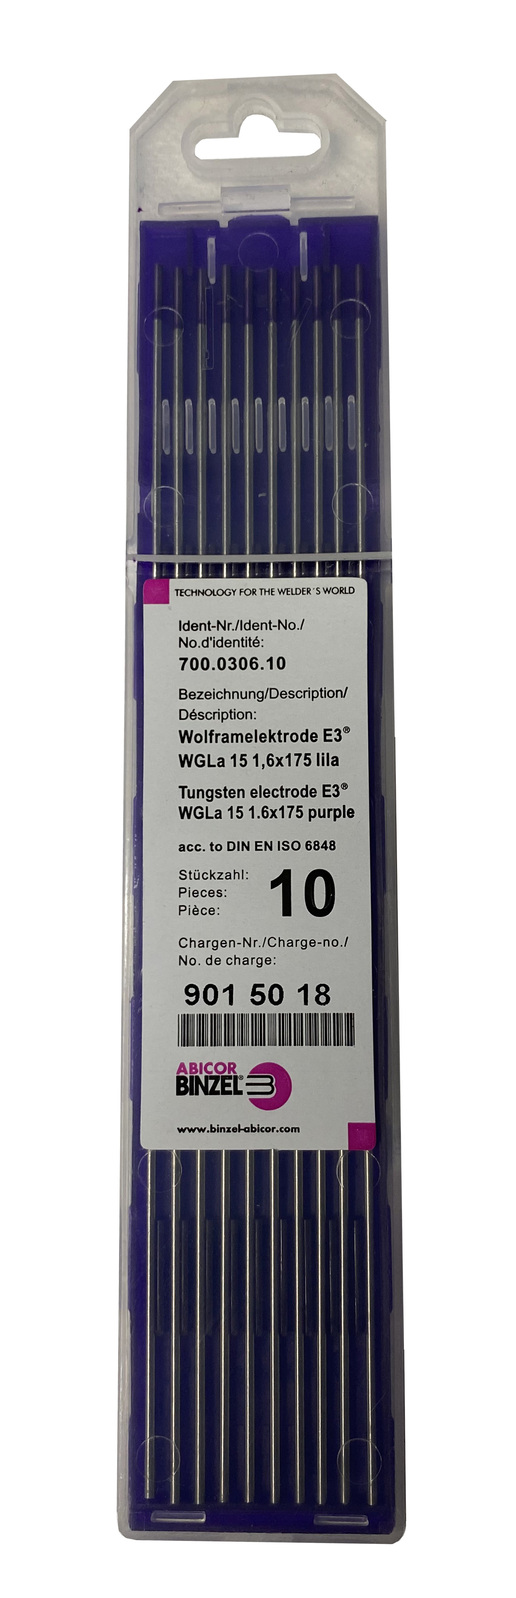 TECHNOLOGY FOR THE WELDER´S WORLD
Ident-Nr./Ident-No./
No.d'identité:
700.0306.10
Bezeichnung/Description/
Déscription:
Wolframelektrode E3®
WGLa 15 1,6x175 lila
Tungsten electrode E3®
WGLa 15 1.6x175 purple
acc. to DIN EN ISO 6848
Stückzahl:
Pieces:
Pièce:
10
Chargen-Nr./Charge-no./
No. de charge:
901 50 18
ABICOR
BINZEL®
www.binzel-abicor.com